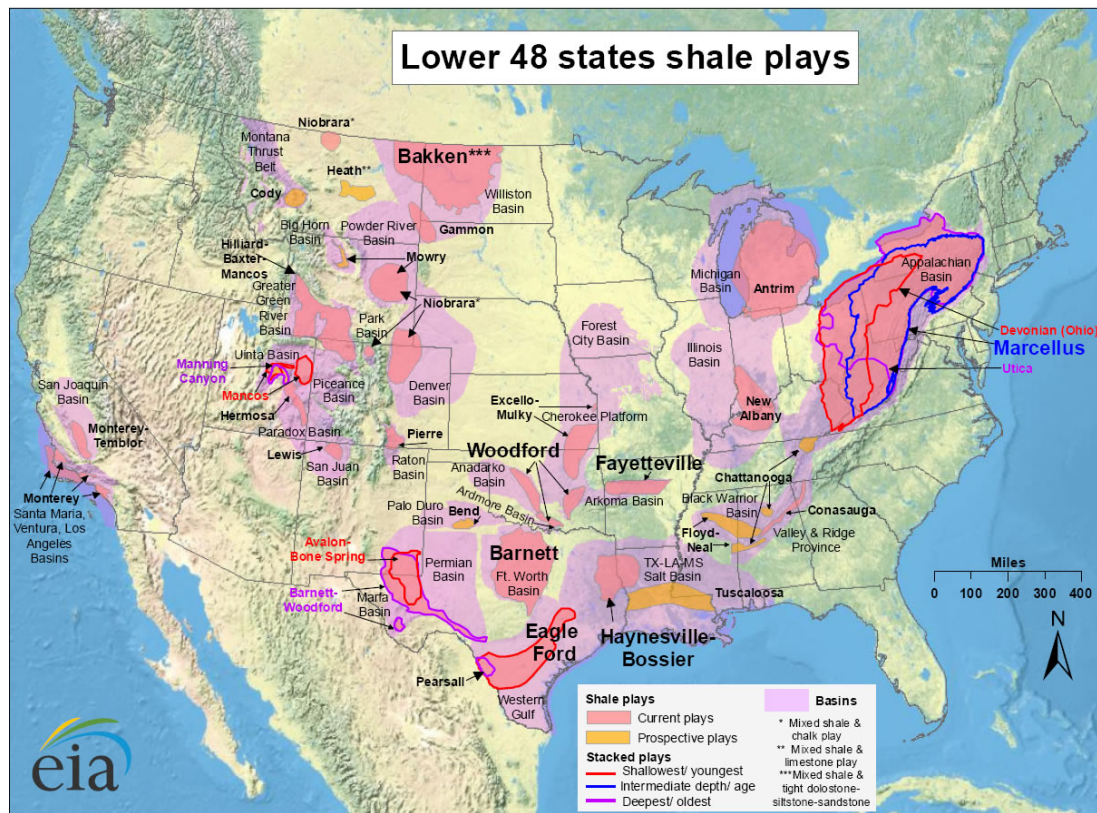 Lower 48 states shale plays
Niobrara*
Montana
Thrust
Belt
Bakken***
Heath**
Cody
Williston
Basin
Big Horn
Basin
Powder River
Basin
Gammon
Hilliard-
Baxter-
Mancos
Mowry
Greater
Green
River
Basin
Niobrara*
Park
Basin
Michigan
Basin
Antrim
Appalachian
Basin
Devonian (Ohio)
Marcellus
Utica
Forest
City Basin
Illinois
Basin
Uinta Basin
Manning
Canyon
Mancos
Piceance
Basin
Denver
Basin
San Joaquin
Basin
Hermosa
Excello-
Mulky
Cherokee Platform
New
Albany
Monterey-
Temblor
Paradox Basin
Pierre
Lewis
San Juan
Basin
Raton
Basin
Woodford
Anadarko
Basin
Fayetteville
Chattanooga
Monterey
Santa Maria,
Ventura, Los
Angeles
Basins
Palo Duro
Basin
Bend
Ardmore Basin
Arkoma Basin
Black Warrior
Basin
Conasauga
Floyd-
Neal
Valley & Ridge
Province
Avalon-
Bone Spring
Permian
Basin
Barnett
Ft. Worth
Basin
TX-LA-MS
Salt Basin
Tuscaloosa
Barnett-
Woodford
Marfa
Basin
Eagle
Ford
Haynesville-
Bossier
Pearsall
Western
Gulf
Miles
0 100 200 300 400
N
Shale plays
Current plays
Prospective plays
Stacked plays
Shallowest/ youngest
Intermediate depth/ age
Deepest/ oldest
Basins
* Mixed shale &
chalk play
** Mixed shale &
limestone play
***Mixed shale &
tight dolostone-
siltstone-sandstone
eia